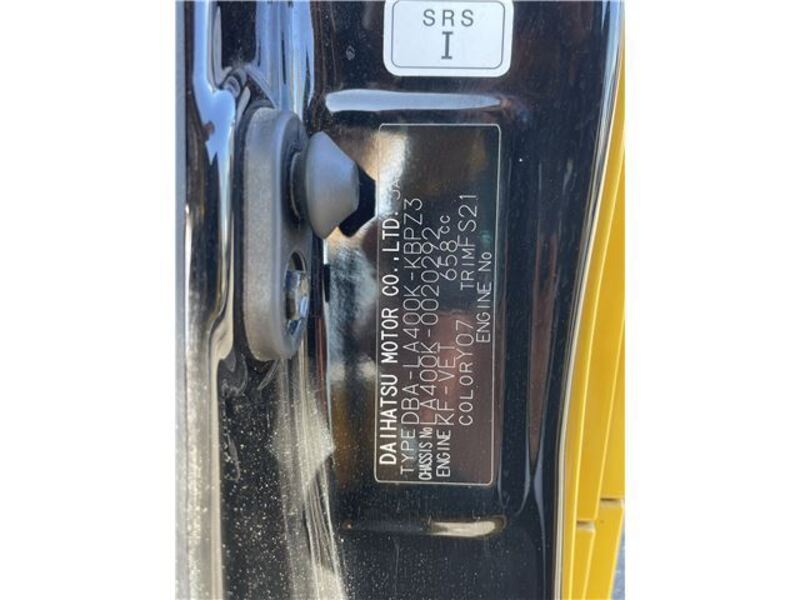 SRS
I
DAIHATSU MOTOR CO.,LTD. JA
TYPE DBA-LA400K-KBPZ3
CHASSIS No LA400K-0020292
ENGINE KF-VET 658cc
COLOR Y07 TRIM FS21
ENGINE No